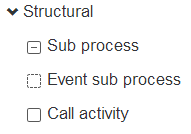 Structural
Sub process
Event sub process
Call activity